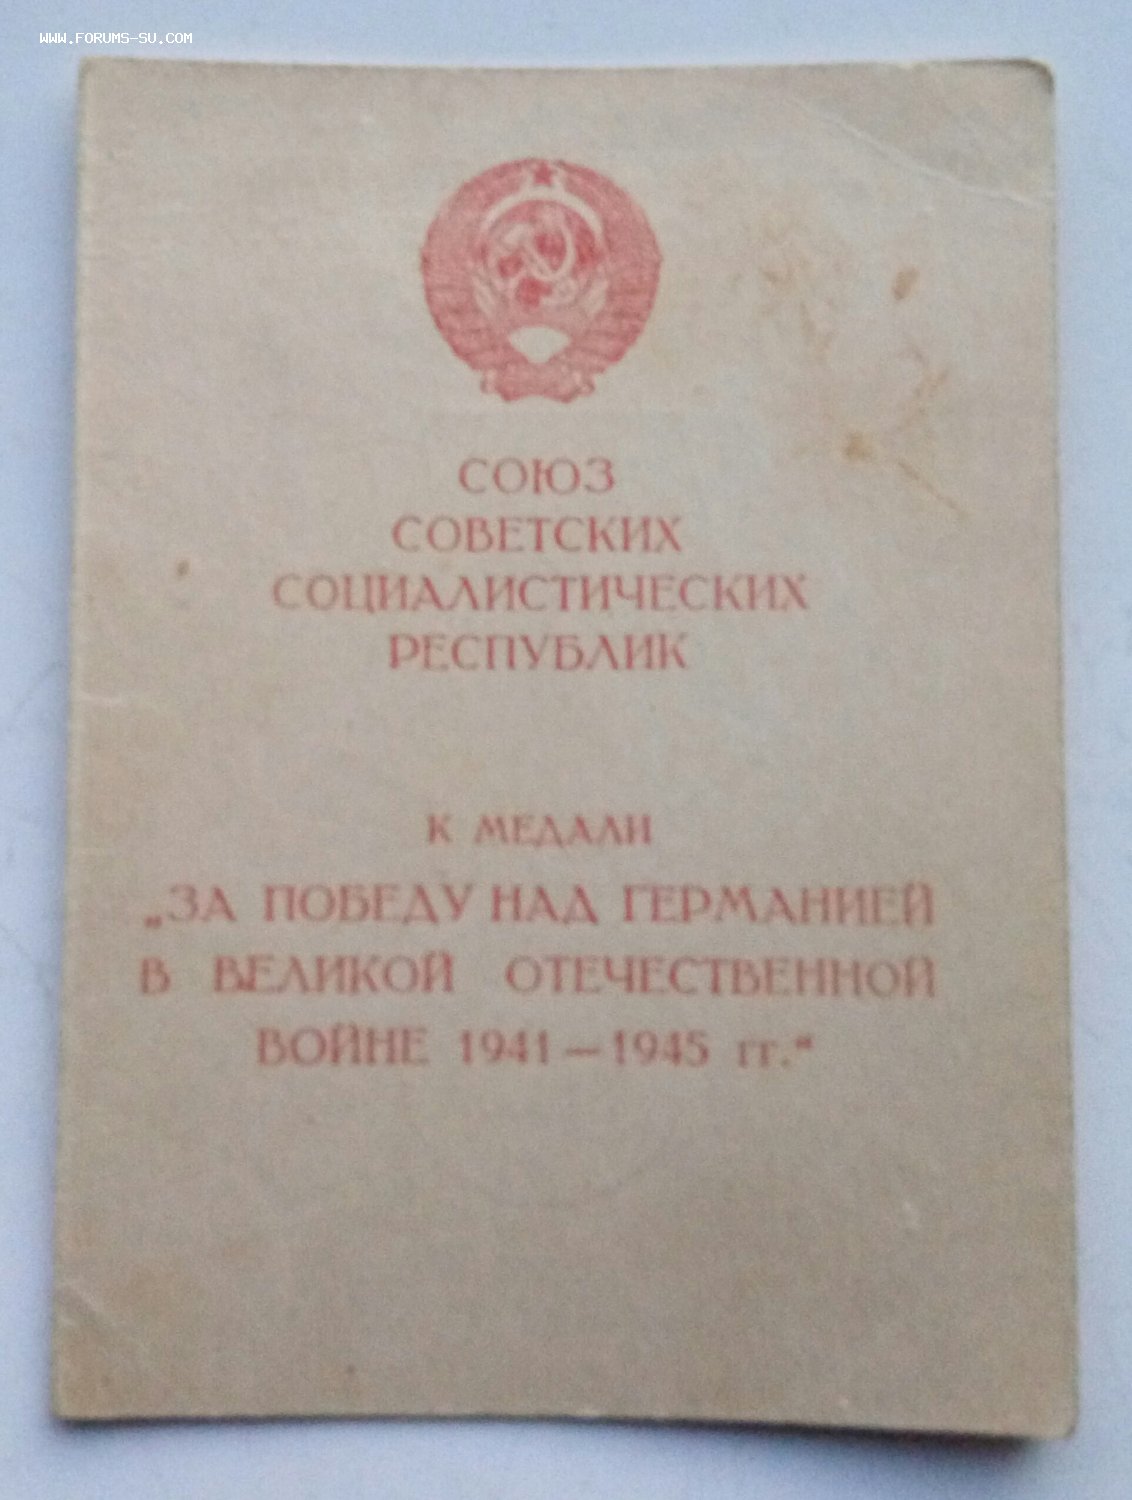 WWW.FORUMS-SU.COM
СОЮЗ
СОВЕТСКИХ
СОЦИАЛИСТИЧЕСКИХ
РЕСПУБЛИК
К МЕДАЛИ
„ЗА ПОБЕДУ НАД ГЕРМАНИЕЙ
В ВЕЛИКОЙ ОТЕЧЕСТВЕННОЙ
ВОЙНЕ 1941—1945 гг.“